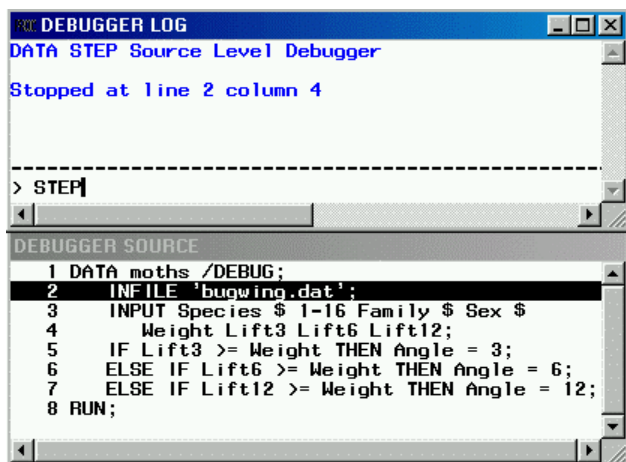 DEBUGGER LOG
DATA STEP Source Level Debugger
Stopped at line 2 column 4
> STEP
DEBUGGER SOURCE
1 DATA moths /DEBUG;
2 INFILE 'bugwing.dat';
3 INPUT Species $ 1-16 Family $ Sex $
4 Weight Lift3 Lift6 Lift12;
5 IF Lift3 >= Weight THEN Angle = 3;
6 ELSE IF Lift6 >= Weight THEN Angle = 6;
7 ELSE IF Lift12 >= Weight THEN Angle = 12;
8 RUN;